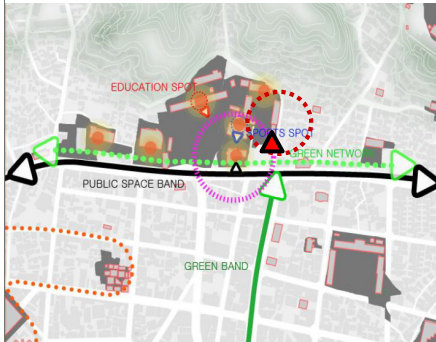 EDUCATION SPOT
SPORTS SPOT
GREEN NETWO
PUBLIC SPACE BAND
GREEN BAND